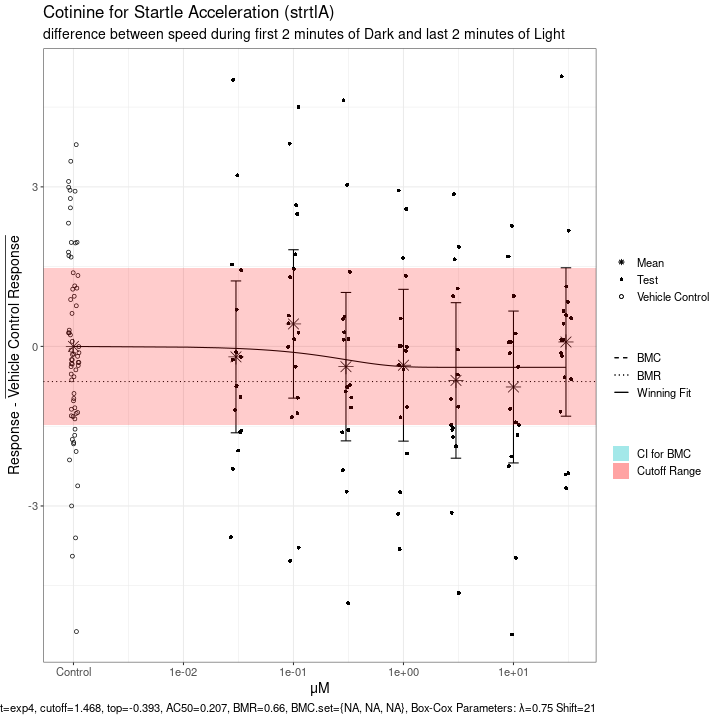 Cotinine for Startle Acceleration (strtlA)
difference between speed during first 2 minutes of Dark and last 2 minutes of Light
Response - Vehicle Control Response
3
0
-3
Control
1e-02
1e-01
1e+00
1e+01
μM
Mean
Test
Vehicle Control
BMC
BMR
Winning Fit
CI for BMC
Cutoff Range
t=exp4, cutoff=1.468, top=-0.393, AC50=0.207, BMR=0.66, BMC.set={NA, NA, NA}, Box-Cox Parameters: λ=0.75 Shift=21